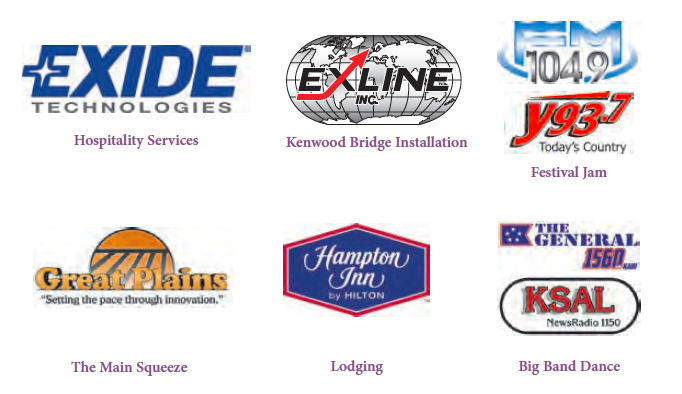 EXIDE
TECHNOLOGIES
Hospitality Services
EXLINE
INC.
Kenwood Bridge Installation
FM
104.9
Y93.7
Today's Country
Festival Jam
Great Plains
"Setting the pace through innovation."
The Main Squeeze
Hampton
Inn
by HILTON
Lodging
THE
GENERAL
1560
KSAL
NewsRadio 1150
Big Band Dance